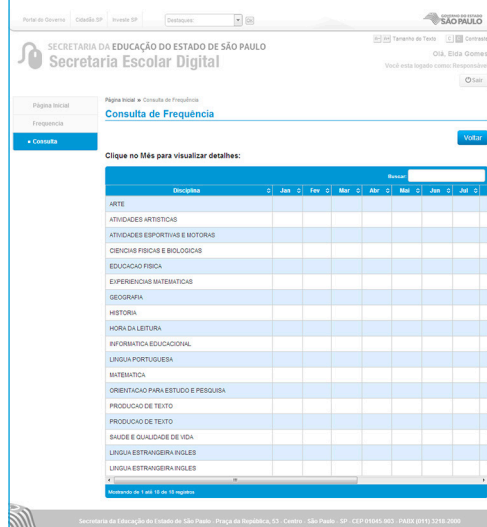 Portal do Governo Cidadão.SP Investe SP Destaques:
GOVERNO DO ESTADO
SÃO PAULO
Tamanho do Texto Contraste
SECRETARIA DA EDUCAÇÃO DO ESTADO DE SÃO PAULO
Secretaria Escolar Digital
Olá, Elda Gomes
Você está logado como Responsável
Sair
Página Inicial
Frequencia
Consulta
Página Inicial » Consulta de Frequência
Consulta de Frequência
Voltar
Clique no Mês para visualizar detalhes:
Buscar:
Disciplina Jan Fev Mar Abr Mai Jun Jul
ARTE
ATIVIDADES ARTISTICAS
ATIVIDADES ESPORTIVAS E MOTORAS
CIENCIAS FISICAS E BIOLOGICAS
EDUCACAO FISICA
EXPERIENCIAS MATEMATICAS
GEOGRAFIA
HISTORIA
HORA DA LEITURA
INFORMATICA EDUCACIONAL
LINGUA PORTUGUESA
MATEMATICA
ORIENTACAO PARA ESTUDO E PESQUISA
PRODUCAO DE TEXTO
PRODUCAO DE TEXTO
SAUDE E QUALIDADE DE VIDA
LINGUA ESTRANGEIRA INGLES
LINGUA ESTRANGEIRA INGLES
Mostrando de 1 até 18 de 18 registros
Secretaria da Educação do Estado de São Paulo - Praça da República, 53 - Centro - São Paulo - SP - CEP 01045-903 - PABX (011) 3218-2000